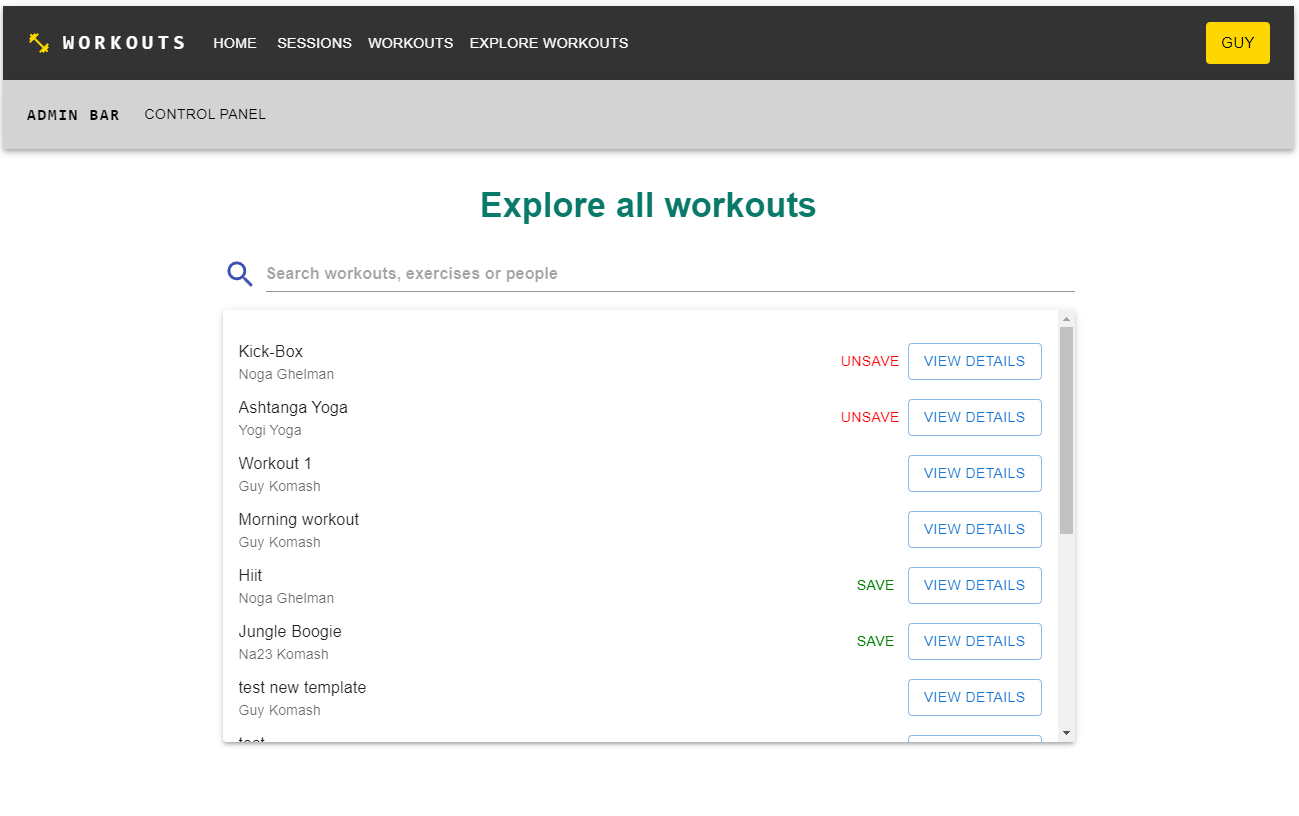 WORKOUTS HOME SESSIONS WORKOUTS EXPLORE WORKOUTS GUY
ADMIN BAR CONTROL PANEL
Explore all workouts
Search workouts, exercises or people
Kick-Box
Noga Ghelman
UNSAVE VIEW DETAILS
Ashtanga Yoga
Yogi Yoga
UNSAVE VIEW DETAILS
Workout 1
Guy Komash
VIEW DETAILS
Morning workout
Guy Komash
VIEW DETAILS
Hiit
Noga Ghelman
SAVE VIEW DETAILS
Jungle Boogie
Na23 Komash
SAVE VIEW DETAILS
test new template
Guy Komash
VIEW DETAILS
test